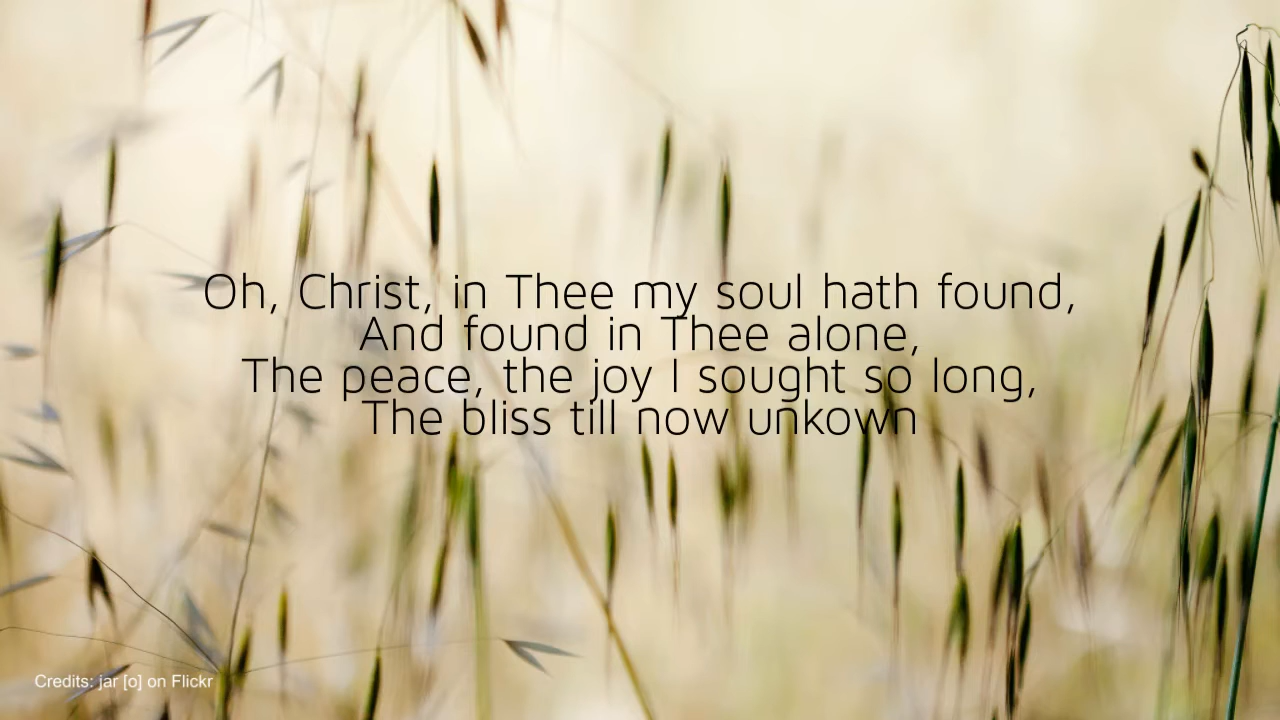 Oh, Christ, in Thee my soul hath found,
And found in Thee alone,
The peace, the joy I sought so long,
The bliss till now unkown
Credits: jar [o] on Flickr